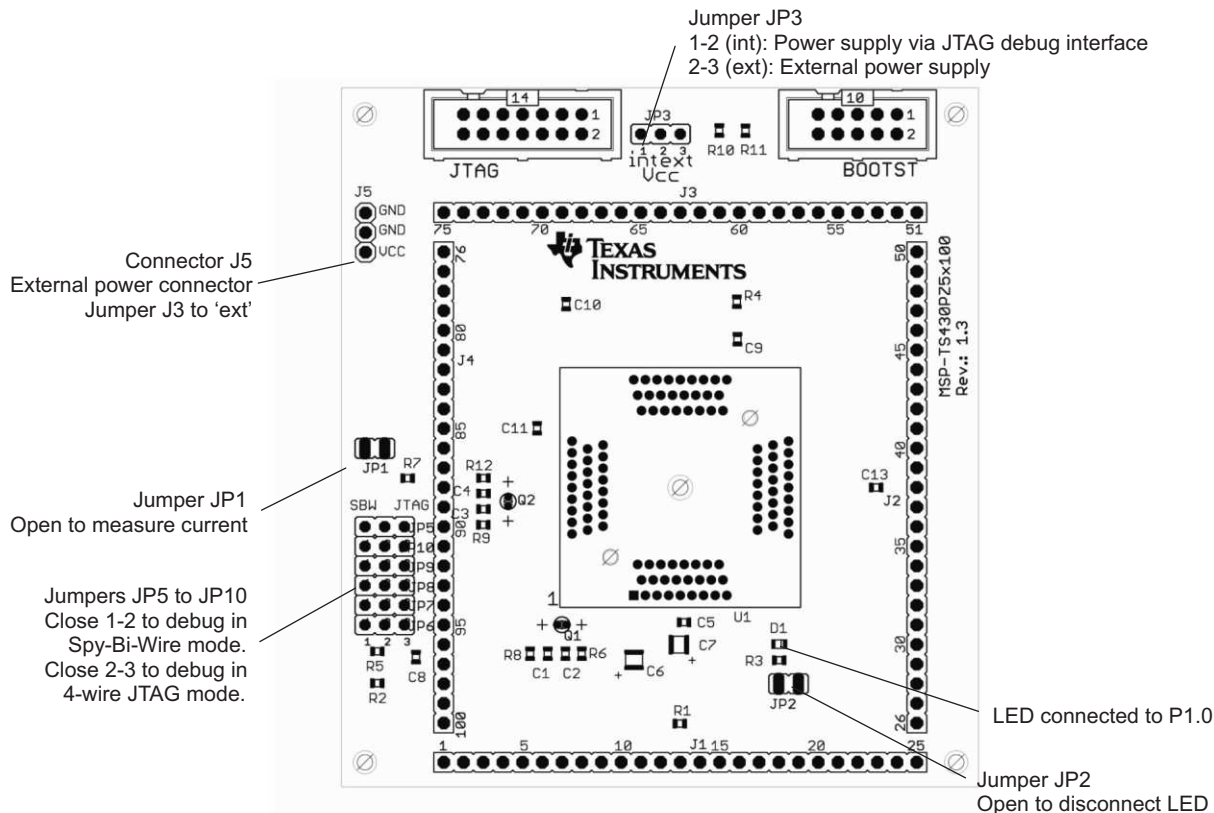 Jumper JP3
1-2 (int): Power supply via JTAG debug interface
2-3 (ext): External power supply
14
1
2
JTAG
JP3
1 2 3
int ext
Vcc
R10 R11
10
1
2
BOOTST
J5
GND
GND
VCC
J3
75 70 65 60 55 51
Connector J5
External power connector
Jumper J3 to ‘ext’
TEXAS
INSTRUMENTS
76
80
J4
85
90
95
100
C10
R4
C9
50
45
40
J2
35
30
26
MSP-TS430PZ5x100
Rev.: 1.3
C11
JP1
R7
R12
C4
C3
R9
+
Q2
+
C13
Jumper JP1
Open to measure current
SBW JTAG
JP5
JP10
JP9
JP8
JP7
JP6
1 2 3
Jumpers JP5 to JP10
Close 1-2 to debug in
Spy-Bi-Wire mode.
Close 2-3 to debug in
4-wire JTAG mode.
R5
R2
C8
1
+ Q1 +
R8 C1 C2 R6
C6
+
C5
C7
+
U1
D1
R3
JP2
R1
LED connected to P1.0
1 5 10 J1 15 20 25
Jumper JP2
Open to disconnect LED